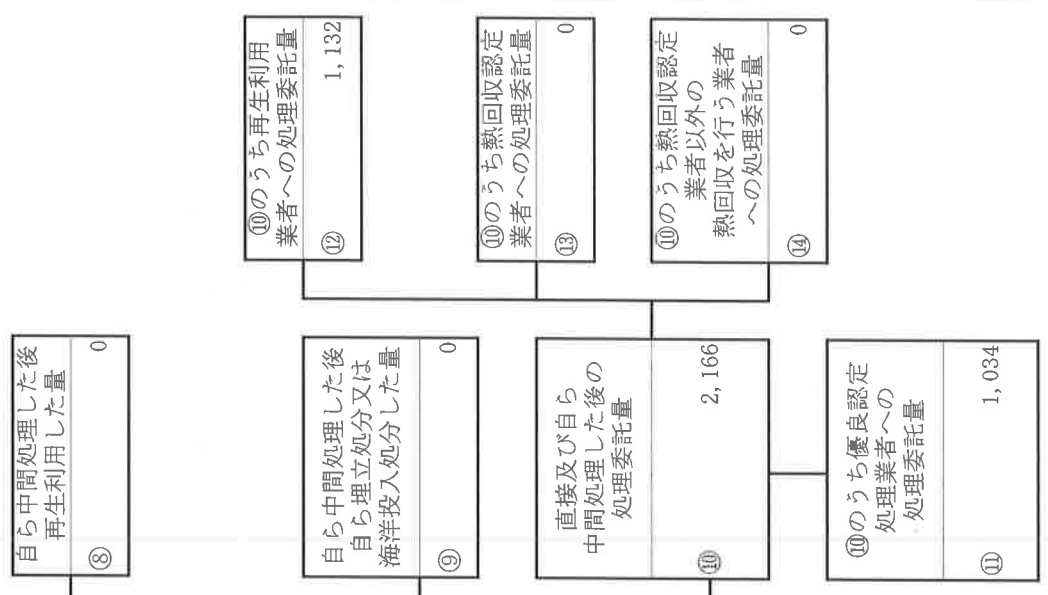 自ら中間処理した後
再生利用した量
⑧ 0
自ら中間処理した後
自ら埋立処分又は
海洋投入処分した量
⑨ 0
直接及び自ら
中間処理した後の
処理委託量
⑩ 2,166
⑩のうち優良認定
処理業者への
処理委託量
⑪ 1,034
⑩のうち再生利用
業者への処理委託量
⑫ 1,132
⑩のうち熱回収認定
業者への処理委託量
⑬ 0
⑩のうち熱回収認定
業者以外の
熱回収を行う業者
への処理委託量
⑭ 0